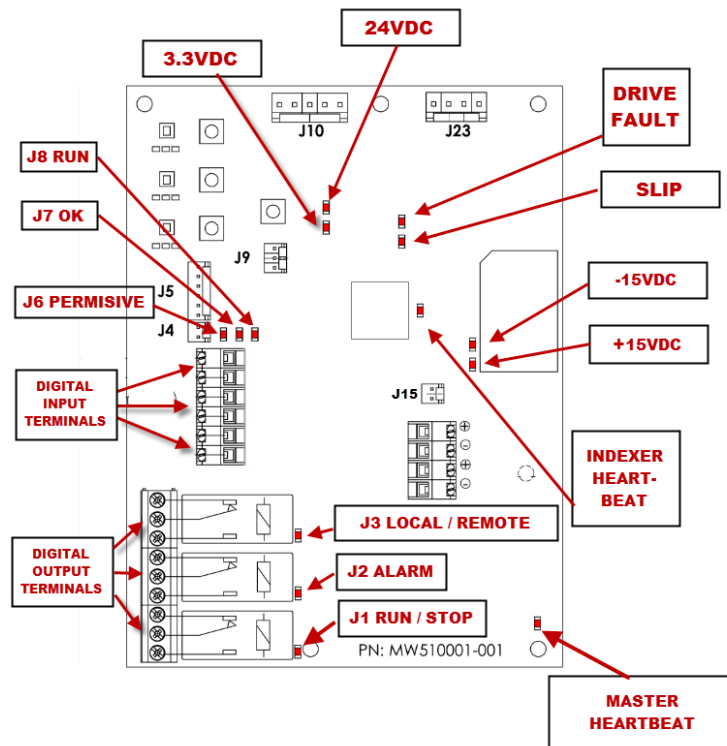 24VDC
3.3VDC
DRIVE
FAULT
J10
J23
J8 RUN
SLIP
J7 OK
J9
J5
-15VDC
J6 PERMISIVE
J4
+15VDC
DIGITAL
INPUT
TERMINALS
J15
INDEXER
HEART-
BEAT
J3 LOCAL / REMOTE
DIGITAL
OUTPUT
TERMINALS
J2 ALARM
J1 RUN / STOP
PN: MW510001-001
MASTER
HEARTBEAT